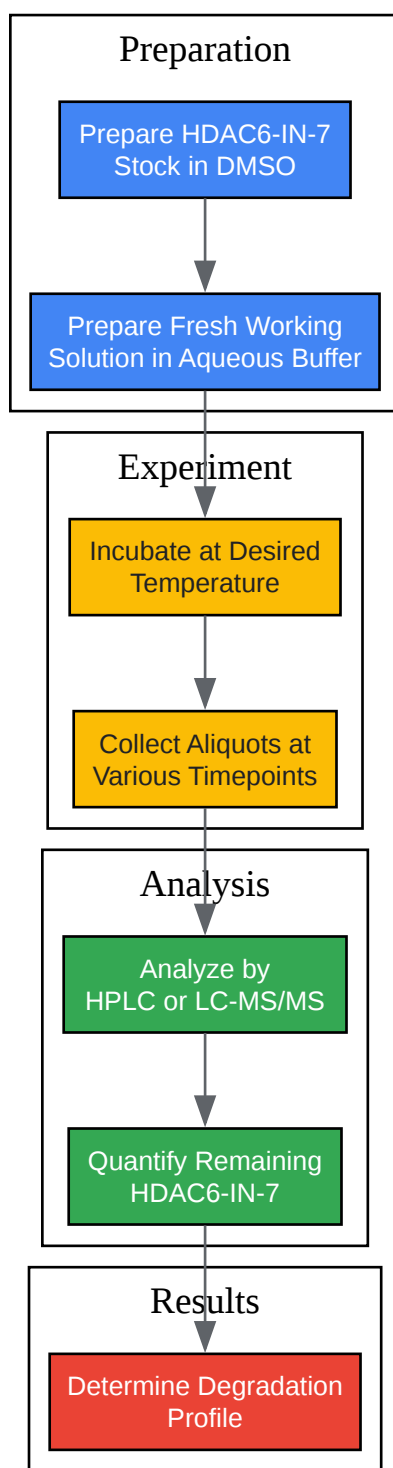 Preparation
Prepare HDAC6-IN-7
Stock in DMSO
Prepare Fresh Working
Solution in Aqueous Buffer
Experiment
Incubate at Desired
Temperature
Collect Aliquots at
Various Timepoints
Analysis
Analyze by
HPLC or LC-MS/MS
Quantify Remaining
HDAC6-IN-7
Results
Determine Degradation
Profile